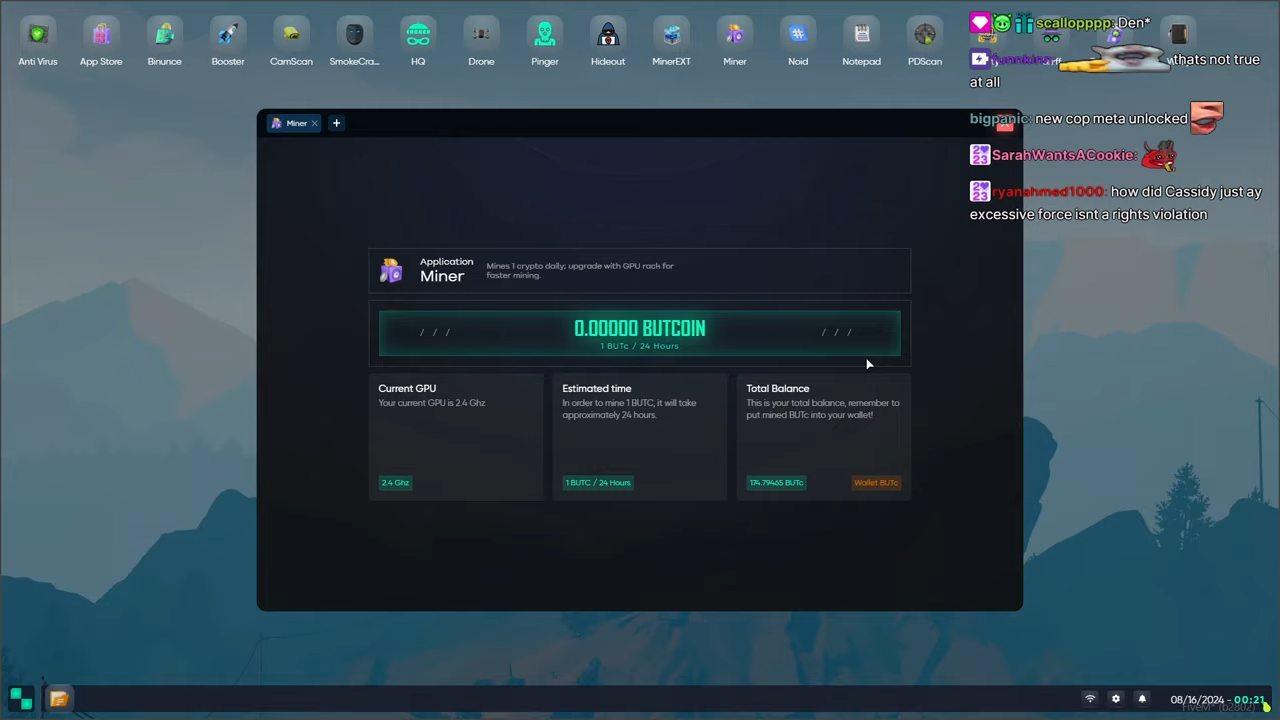 Anti Virus
App Store
Binunce
Booster
CamScan
SmokeCra...
HQ
Drone
Pinger
Hideout
MinerEXT
Miner
Noid
Notepad
PDScan
scallopppp: Den*
thats not true
at all
bigpanic: new cop meta unlocked
SarahWantsACookie:
ryanahmed1000: how did Cassidy just ay
excessive force isnt a rights violation
Miner
Application
Miner
Mines 1 crypto daily; upgrade with GPU rack for
faster mining.
/ / /
0.00000 BUTCOIN
/ / /
1 BUTc / 24 Hours
Current GPU
Your current GPU is 2.4 Ghz
2.4 Ghz
Estimated time
In order to mine 1 BUTC, it will take
approximately 24 hours.
1 BUTC / 24 Hours
Total Balance
This is your total balance, remember to
put mined BUTc into your wallet!
174.79465 BUTc
Wallet BUTc
08/16/2024 - 00:21
FiveM* (b2802)